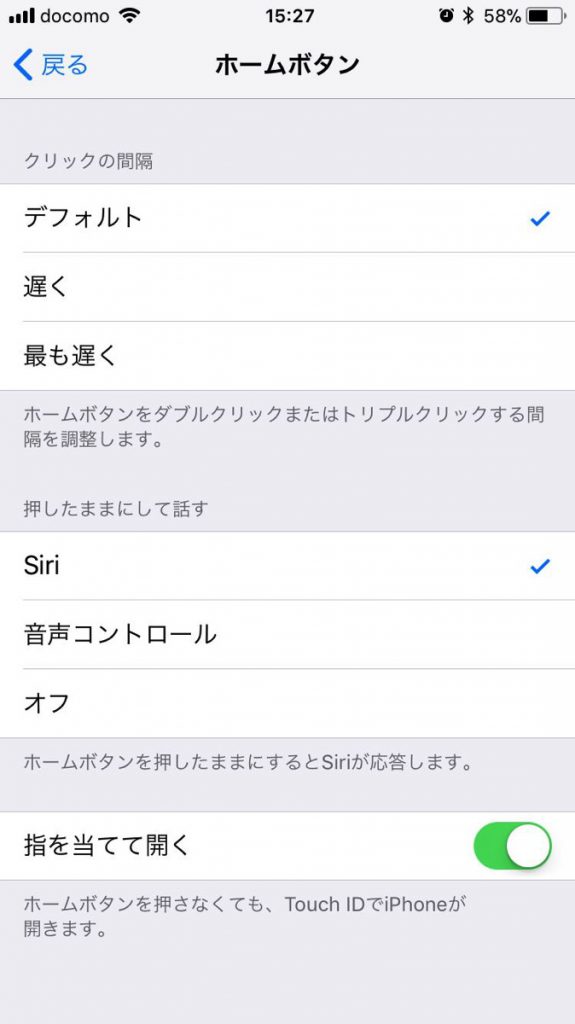 docomo 15:27 58%
戻る ホームボタン
クリックの間隔
デフォルト
遅く
最も遅く
ホームボタンをダブルクリックまたはトリプルクリックする間
隔を調整します。
押したままにして話す
Siri
音声コントロール
オフ
ホームボタンを押したままにするとSiriが応答します。
指を当てて開く
ホームボタンを押さなくても、Touch IDでiPhoneが
開きます。